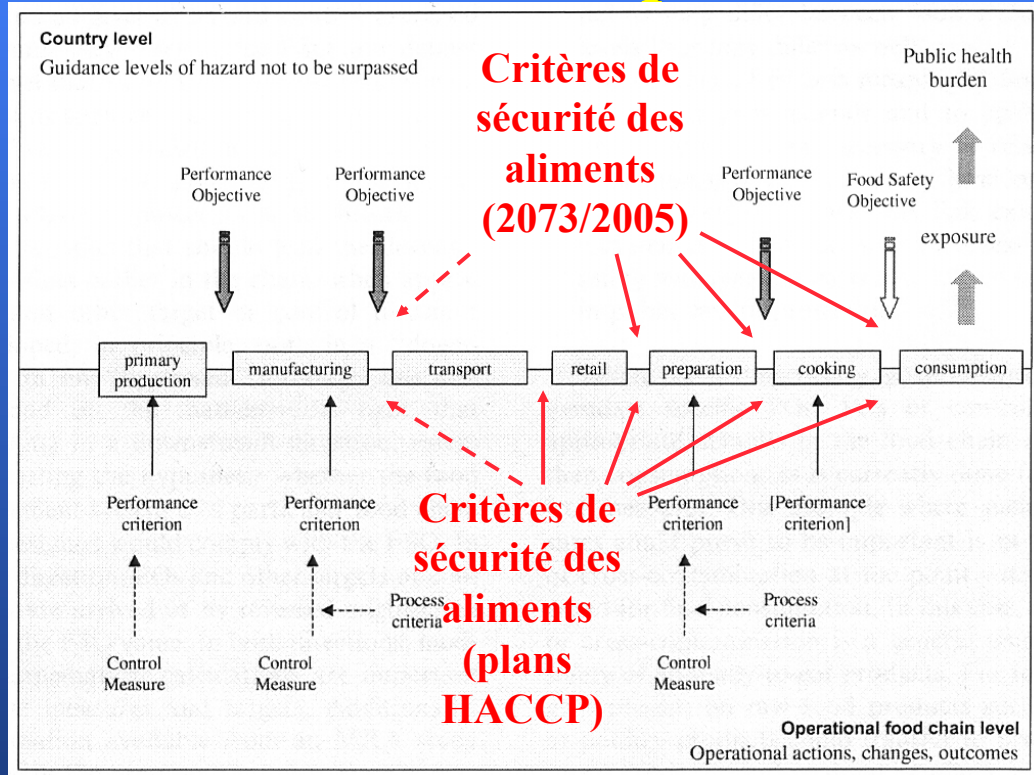 Country level
Guidance levels of hazard not to be surpassed
Critères de
sécurité des
aliments
(2073/2005)
Public health
burden
Performance
Objective
Performance
Objective
Performance
Objective
Food Safety
Objective
exposure
primary
production
manufacturing
transport
retail
preparation
cooking
consumption
Performance
criterion
Performance
criterion
Critères de
sécurité des
aliments
(plans
HACCP)
Performance
criterion
[Performance
criterion]
Process
criteria
Process
criteria
Control
Measure
Control
Measure
Control
Measure
Operational food chain level
Operational actions, changes, outcomes